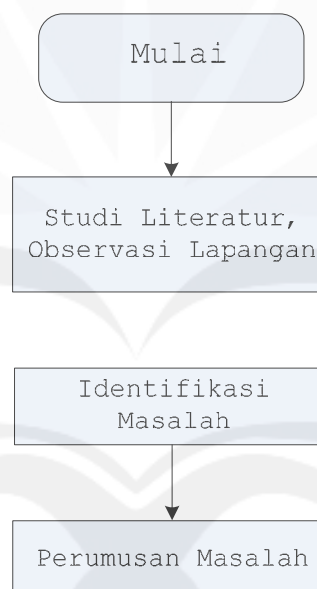 Mulai
Studi Literatur,
Observasi Lapangan
Identifikasi
Masalah
Perumusan Masalah